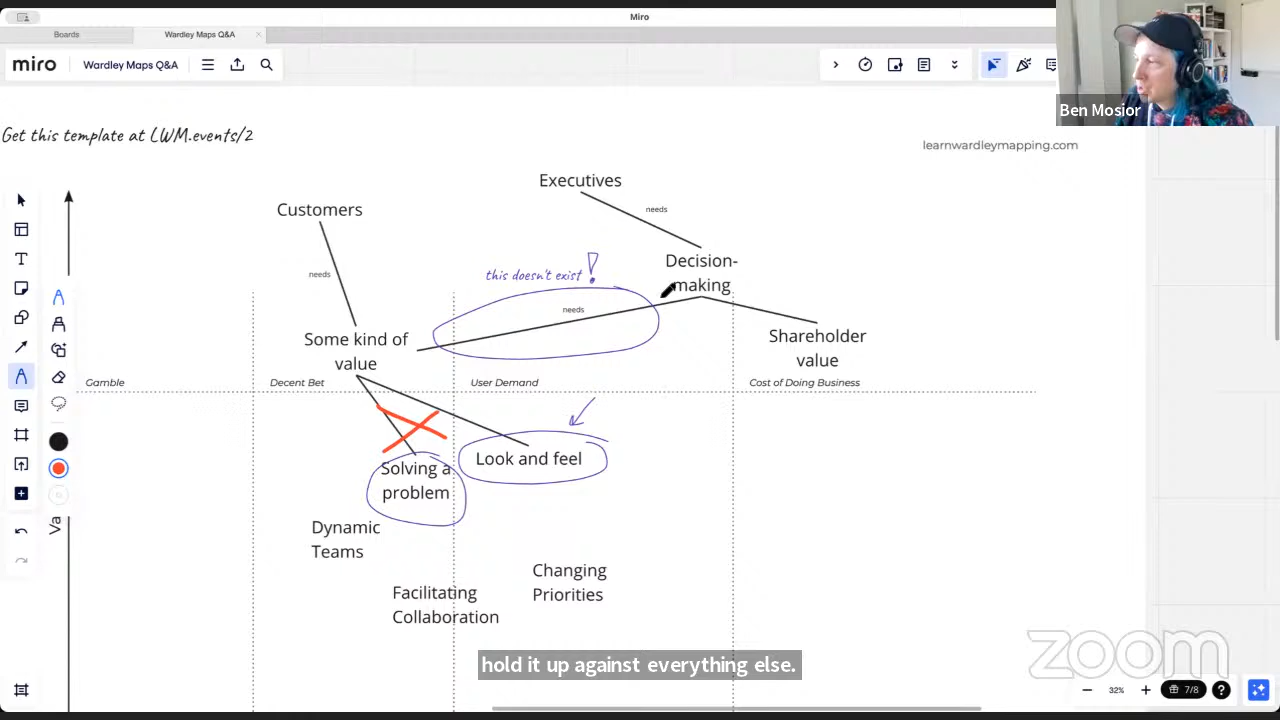 Miro
Boards
Wardley Maps Q&A
miro
Wardley Maps Q&A
Ben Mosior
Get this template at LWM.events/2
learnwardleymapping.com
Executives
Customers
needs
needs
this doesn't exist !
Decision-
making
needs
Some kind of
value
Shareholder
value
Gamble
Decent Bet
User Demand
Cost of Doing Business
Solving a
problem
Look and feel
Dynamic
Teams
Changing
Priorities
Facilitating
Collaboration
Va
hold it up against everything else.
zoom
32%
7/8